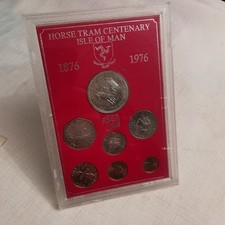 HORSE TRAM CENTENARY
ISLE OF MAN
1876 1976